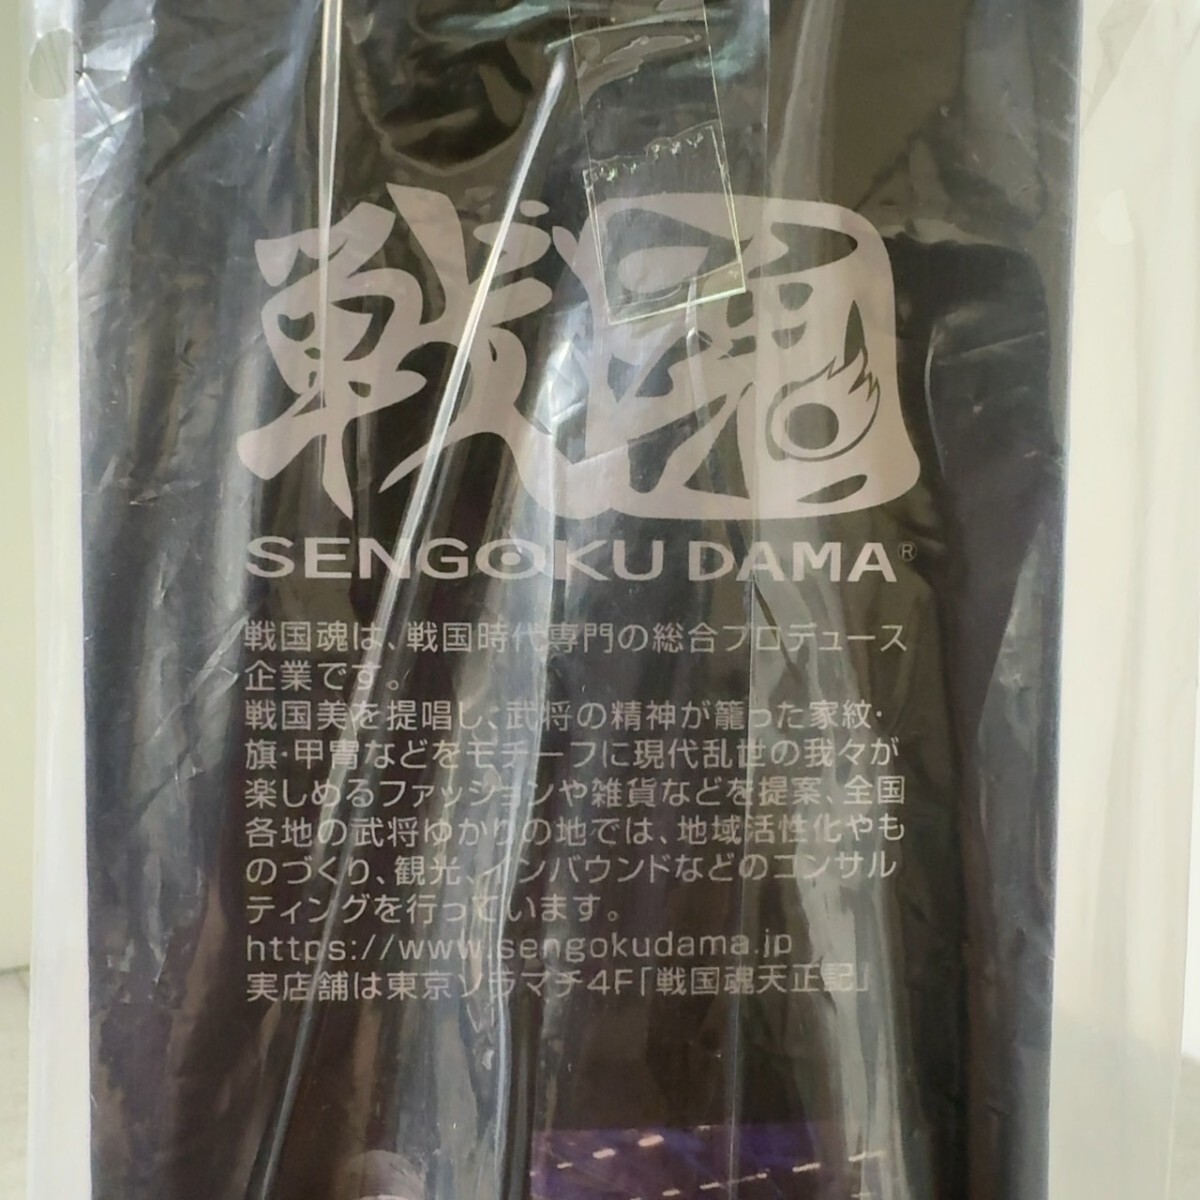 戦国魂
SENGOKU DAMA®
戦国魂は、戦国時代専門の総合プロデュース
企業です。
戦国美を提唱し、武将の精神が籠った家紋・
旗・甲冑などをモチーフに現代乱世の我々が
楽しめるファッションや雑貨などを提案、全国
各地の武将ゆかりの地では、地域活性化やも
のづくり、観光、インバウンドなどのコンサル
ティングを行っています。
https://www.sengokudama.jp
実店舗は東京ソラマチ4F「戦国魂天正記」